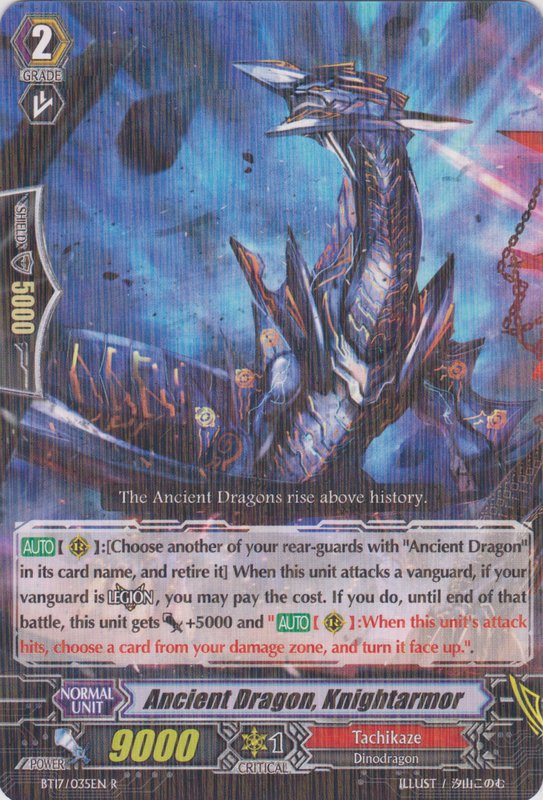 2
GRADE
SHIELD
5000
The Ancient Dragons rise above history.
AUTO【 R 】:[Choose another of your rear-guards with "Ancient Dragon"
in its card name, and retire it] When this unit attacks a vanguard, if your
vanguard is LEGION, you may pay the cost. If you do, until end of that
battle, this unit gets +5000 and "AUTO【 R 】:When this unit's attack
hits, choose a card from your damage zone, and turn it face up.".
NORMAL
UNIT
Ancient Dragon, Knightarmor
POWER
9000
1
CRITICAL
Tachikaze
Dinodragon
BT17/035EN R
ILLUST / 汐山このむ